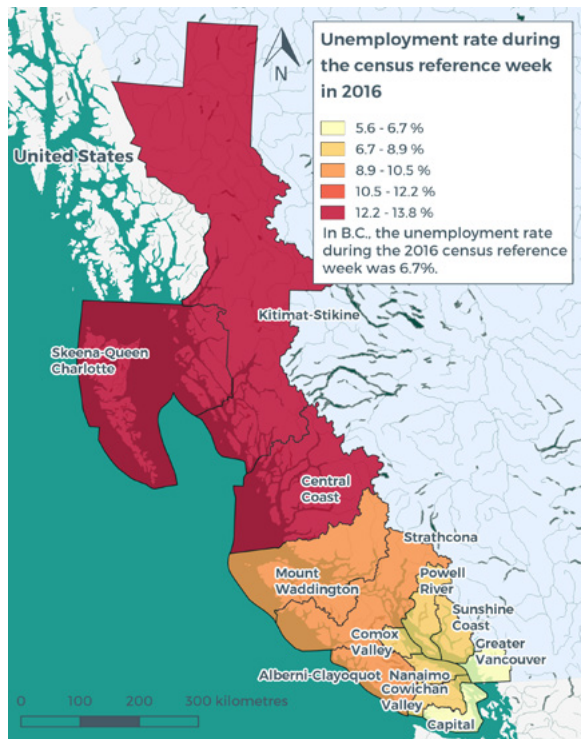 Unemployment rate during
the census reference week
in 2016
5.6 - 6.7 %
6.7 - 8.9 %
8.9 - 10.5 %
10.5 - 12.2 %
12.2 - 13.8 %
In B.C., the unemployment rate
during the 2016 census reference
week was 6.7%.
N
United States
Kitimat-Stikine
Skeena-Queen
Charlotte
Central
Coast
Strathcona
Mount
Waddington
Powell
River
Sunshine
Coast
Comox
Valley
Greater
Vancouver
Alberni-Clayoquot
Nanaimo
Cowichan
Valley
Capital
0 100 200 300 kilometres